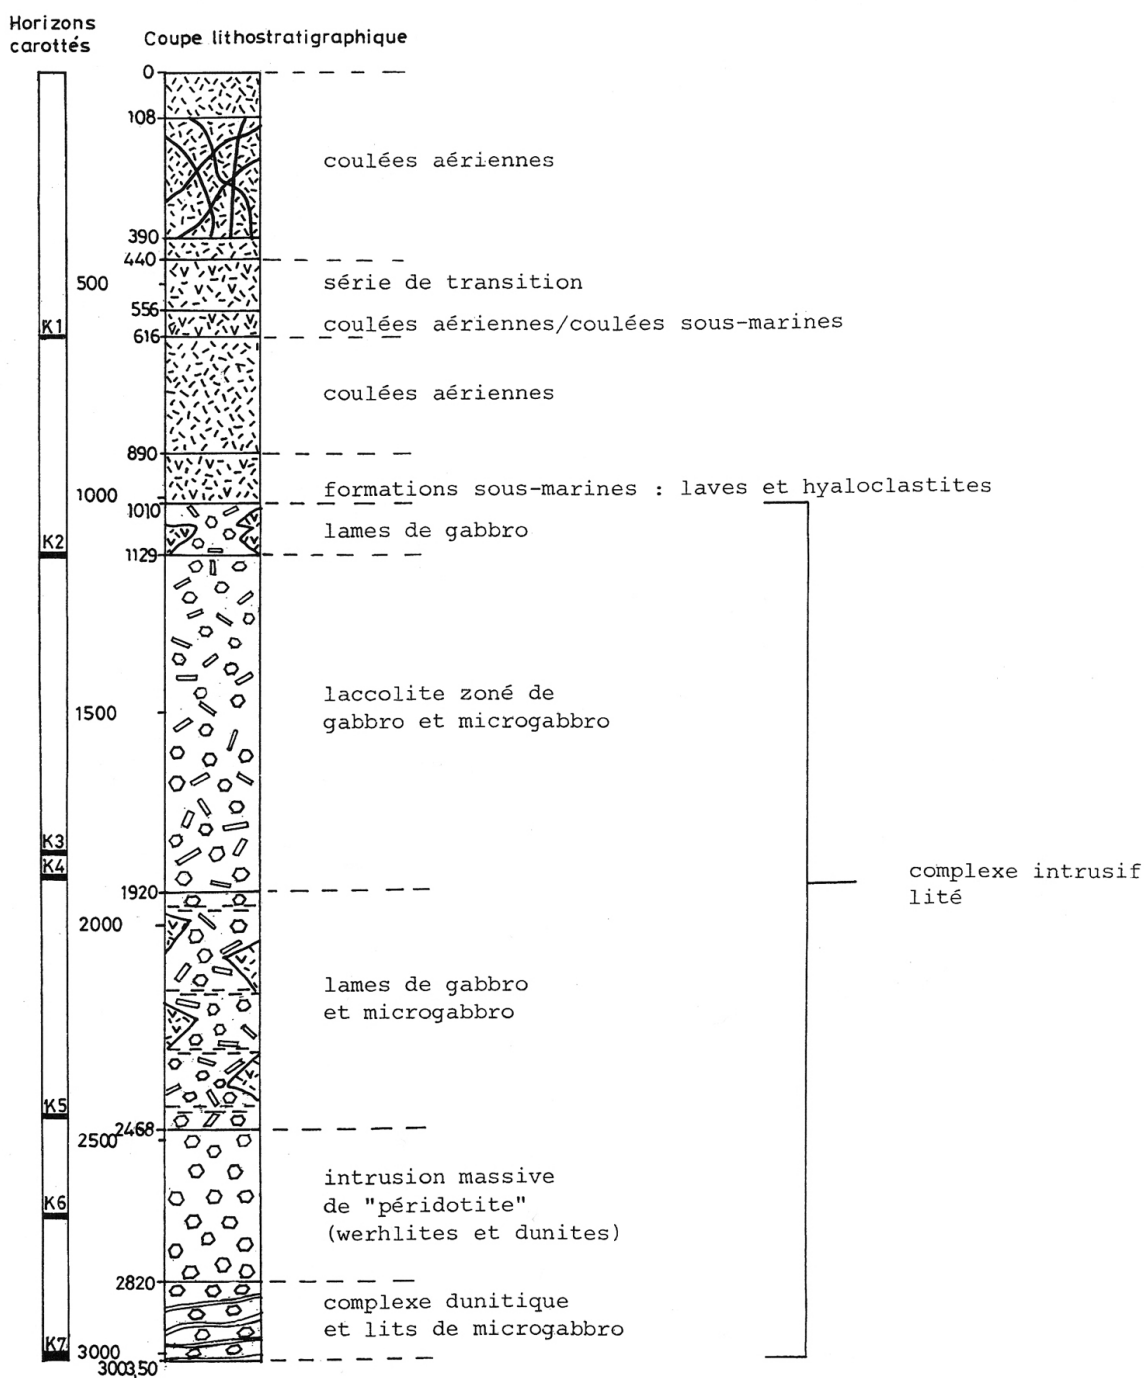 Horizons
carottés
Coupe lithostratigraphique
0
108
coulées aériennes
390
440
500
série de transition
556
K1
coulées aériennes/coulées sous-marines
616
coulées aériennes
890
1000
formations sous-marines : laves et hyaloclastites
1010
lames de gabbro
K2
1129
laccolite zoné de
gabbro et microgabbro
1500
K3
K4
1920
complexe intrusif
lité
2000
lames de gabbro
et microgabbro
K5
2468
2500
intrusion massive
de "péridotite"
(werhlites et dunites)
K6
2820
complexe dunitique
et lits de microgabbro
K7
3000
3003,50